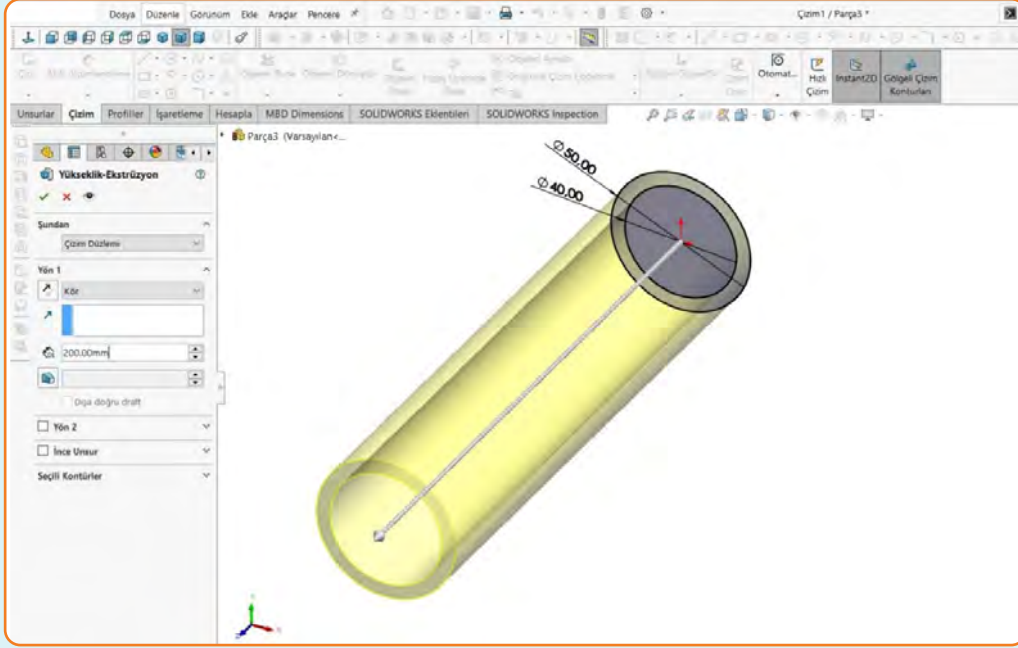 Dosya Düzenle Görünüm Ekle Araçlar Pencere
Çizim1 / Parça3 *
Otomat... Hızlı Çizim Instant2D Gölgeli Çizim Konturları
Unsurlar Çizim Profiller İşaretleme Hesapla MBD Dimensions SOLIDWORKS Eklentileri SOLIDWORKS Inspection
Parça3 (Varsayılan<...
Yükseklik-Ekstrüzyon
Şundan
Çizim Düzlemi
Yön 1
Kör
200.00mm
Dışa doğru draft
Yön 2
İnce Unsur
Seçili Kontürler
Ø50,00
Ø40,00